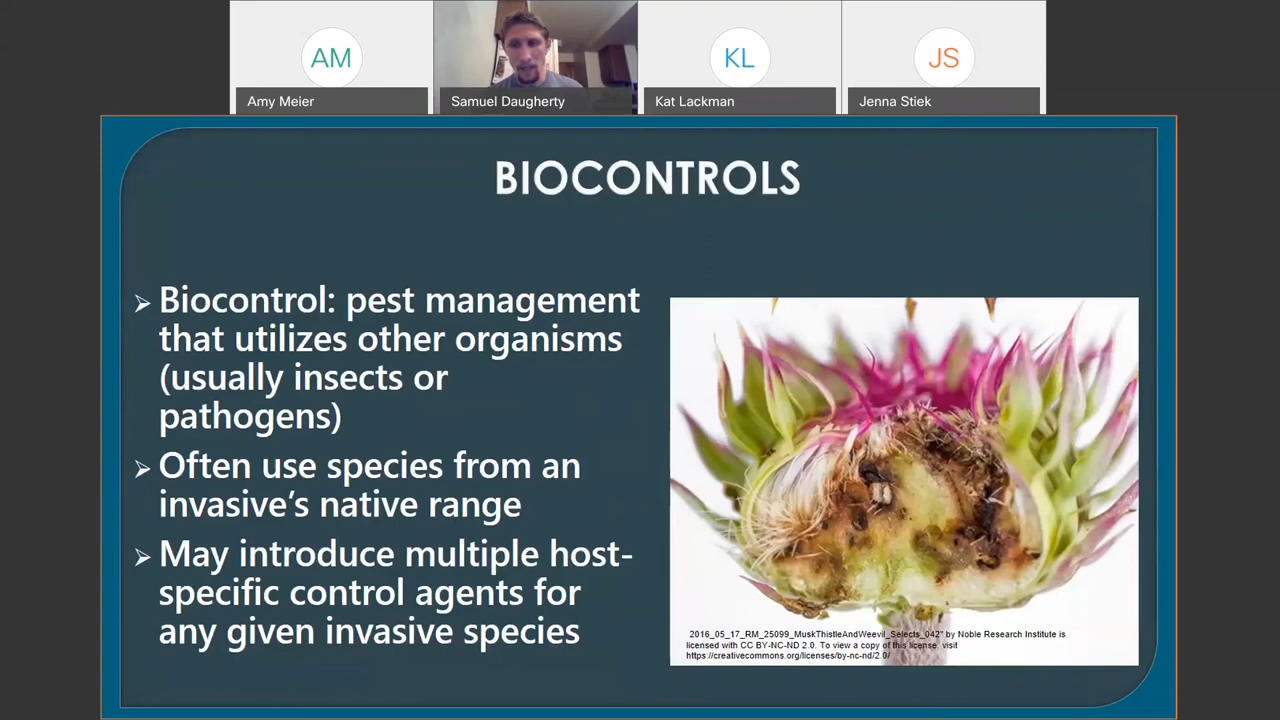 AM
KL
JS
Amy Meier
Samuel Daugherty
Kat Lackman
Jenna Stiek
BIOCONTROLS
Biocontrol: pest management
that utilizes other organisms
(usually insects or
pathogens)
Often use species from an
invasive’s native range
May introduce multiple host-
specific control agents for
any given invasive species
2016_05_17_RM_25099_MuskThistleAndWeevil_Selects_042" by Noble Research Institute is
licensed with CC BY-NC-ND 2.0. To view a copy of this license, visit
https://creativecommons.org/licenses/by-nc-nd/2.0/